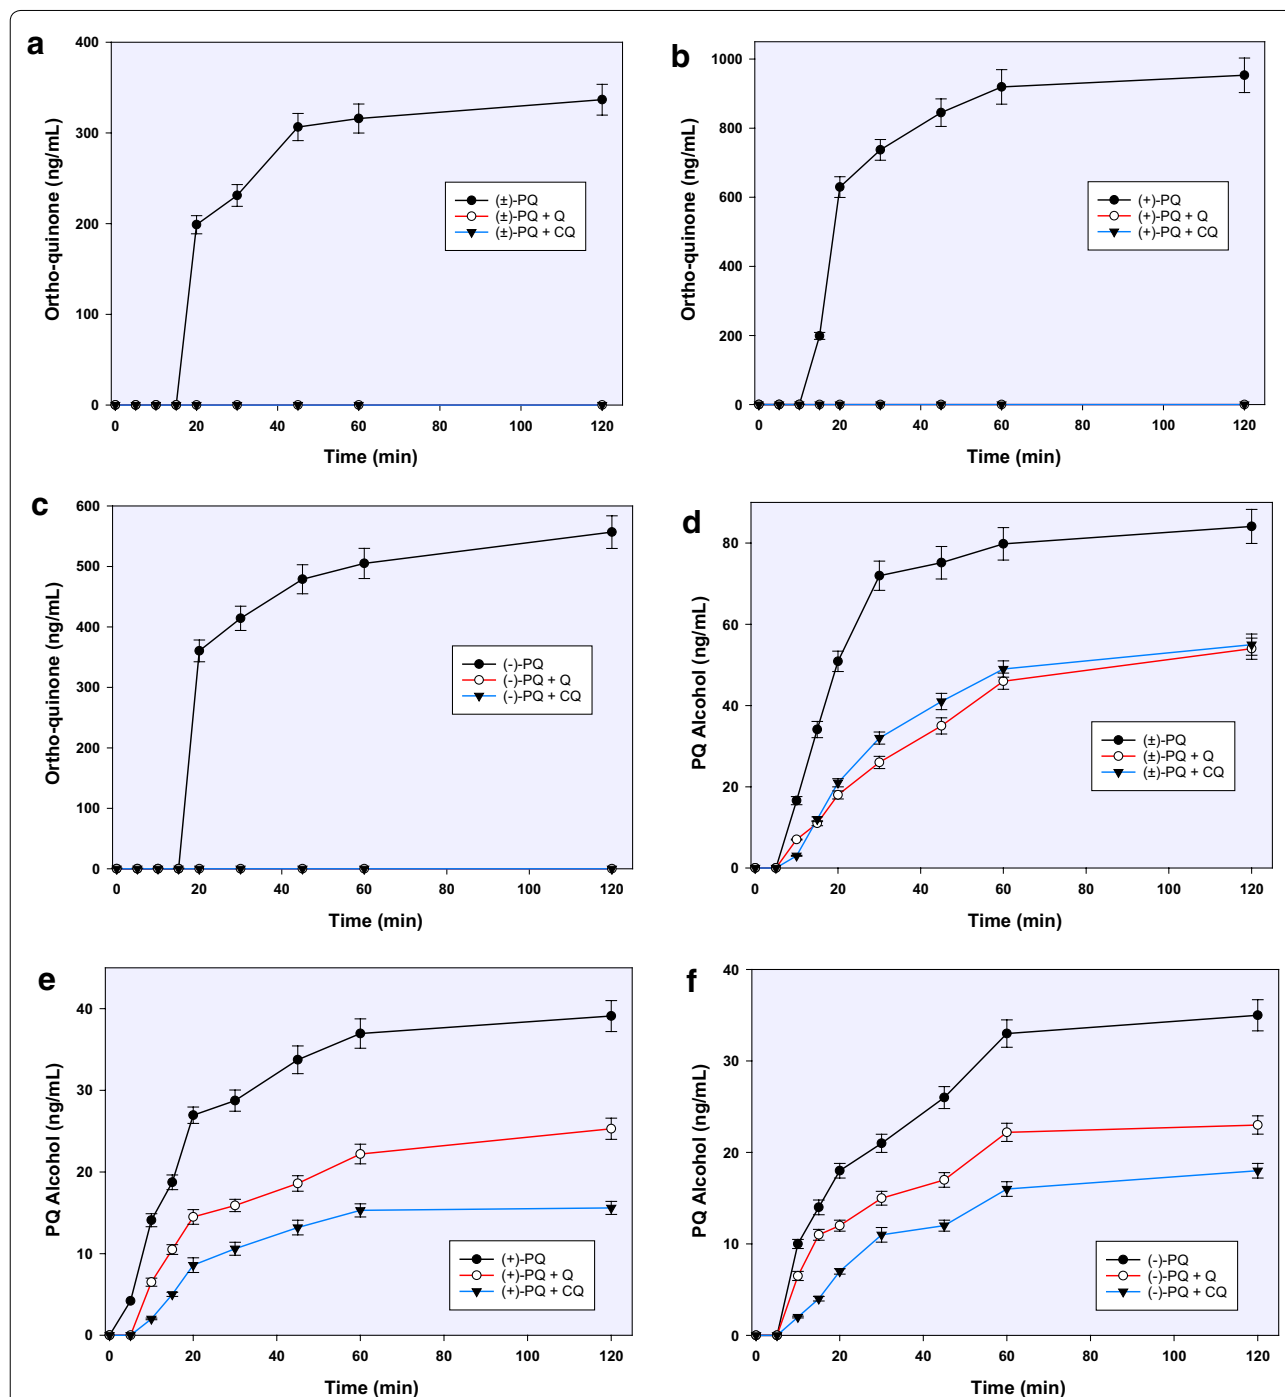 a
400
300
200
100
0
Ortho-quinone (ng/mL)
(±)-PQ
(±)-PQ + Q
(±)-PQ + CQ
0 20 40 60 80 100 120
Time (min)
b
1000
800
600
400
200
0
Ortho-quinone (ng/mL)
(+)-PQ
(+)-PQ + Q
(+)-PQ + CQ
0 20 40 60 80 100 120
Time (min)
c
600
500
400
300
200
100
0
Ortho-quinone (ng/mL)
(-)-PQ
(-)-PQ + Q
(-)-PQ + CQ
0 20 40 60 80 100 120
Time (min)
d
80
60
40
20
0
PQ Alcohol (ng/mL)
(±)-PQ
(±)-PQ + Q
(±)-PQ + CQ
0 20 40 60 80 100 120
Time (min)
e
40
30
20
10
0
PQ Alcohol (ng/mL)
(+)-PQ
(+)-PQ + Q
(+)-PQ + CQ
0 20 40 60 80 100 120
Time (min)
f
40
30
20
10
0
PQ Alcohol (ng/mL)
(-)-PQ
(-)-PQ + Q
(-)-PQ + CQ
0 20 40 60 80 100 120
Time (min)